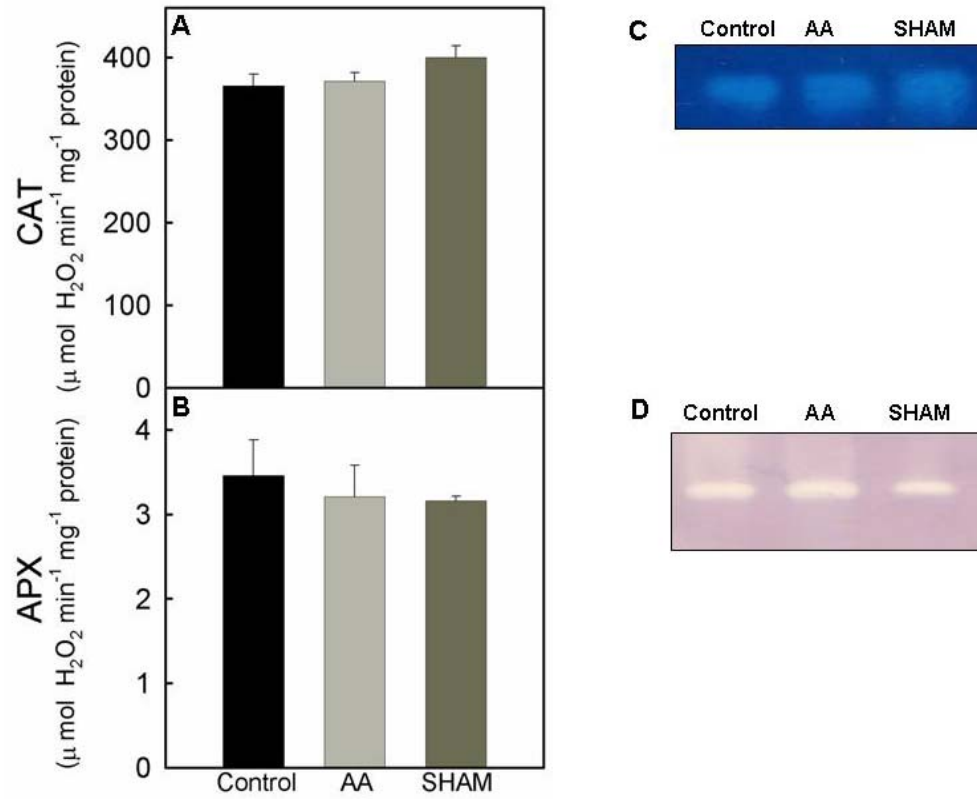 A
CAT
(μ mol H₂O₂ min⁻¹ mg⁻¹ protein)
400
300
200
100
0
B
APX
(μ mol H₂O₂ min⁻¹ mg⁻¹ protein)
4
3
2
1
0
Control AA SHAM
C
Control AA SHAM
D
Control AA SHAM